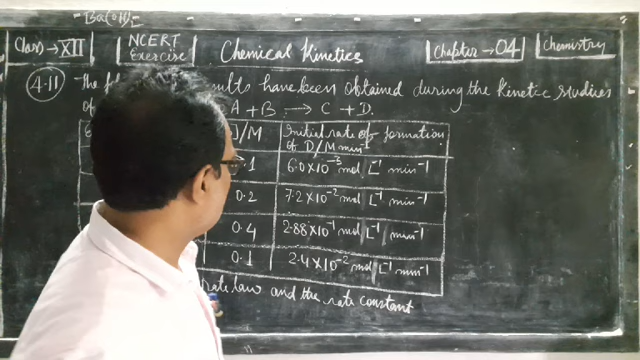 Ba(OH)₂
Class → XII
NCERT
Exercise
Chemical Kinetics
Chapter → 04
Chemistry
4.11 the ults have been obtained during the Kinetic studies
of A + B → C + D
]/M Initial rate of formation
of D/M min⁻¹
0.1 6.0×10⁻³ mol L⁻¹ min⁻¹
0.2 7.2×10⁻² mol L⁻¹ min⁻¹
0.4 2.88×10⁻¹ mol L⁻¹ min⁻¹
0.1 2.4×10⁻² mol L⁻¹ min⁻¹
rate law and the rate constant